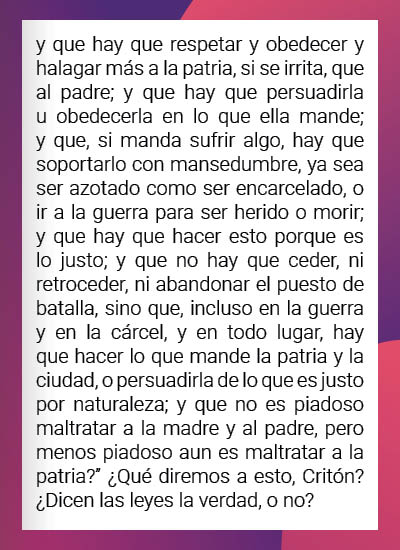 y que hay que respetar y obedecer y
halagar más a la patria, si se irrita, que
al padre; y que hay que persuadirla
u obedecerla en lo que ella mande;
y que, si manda sufrir algo, hay que
soportarlo con mansedumbre, ya sea
ser azotado como ser encarcelado, o
ir a la guerra para ser herido o morir;
y que hay que hacer esto porque es
lo justo; y que no hay que ceder, ni
retroceder, ni abandonar el puesto de
batalla, sino que, incluso en la guerra
y en la cárcel, y en todo lugar, hay
que hacer lo que mande la patria y la
ciudad, o persuadirla de lo que es justo
por naturaleza; y que no es piadoso
maltratar a la madre y al padre, pero
menos piadoso aun es maltratar a la
patria?” ¿Qué diremos a esto, Critón?
¿Dicen las leyes la verdad, o no?